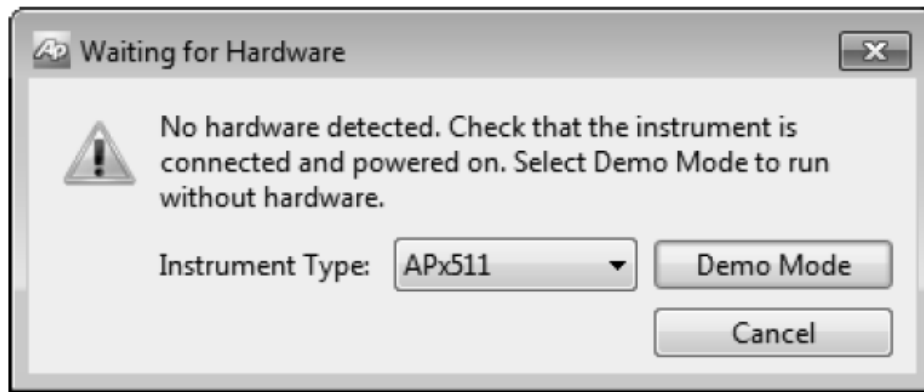 Ap Waiting for Hardware
No hardware detected. Check that the instrument is
connected and powered on. Select Demo Mode to run
without hardware.
Instrument Type: APx511 Demo Mode
Cancel